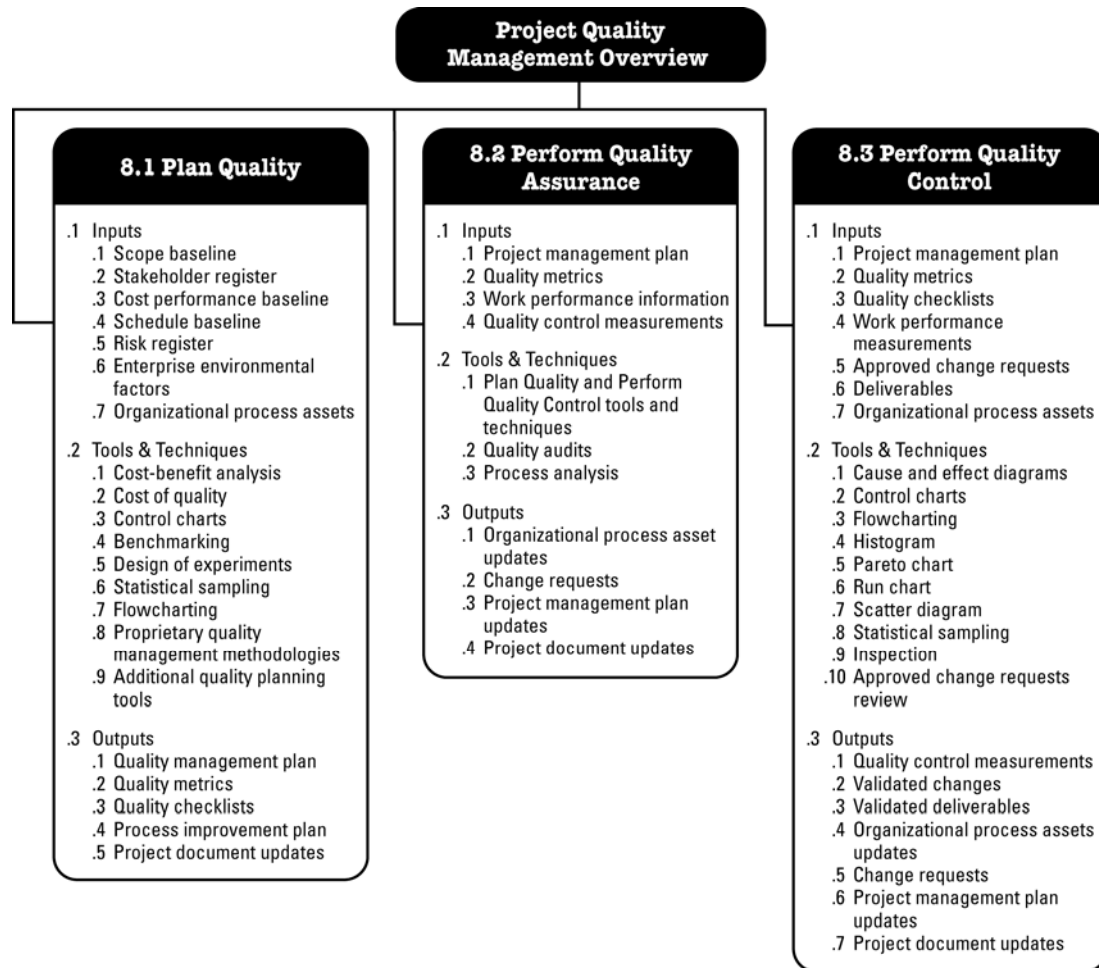 Project Quality
Management Overview
8.1 Plan Quality
.1 Inputs
.1 Scope baseline
.2 Stakeholder register
.3 Cost performance baseline
.4 Schedule baseline
.5 Risk register
.6 Enterprise environmental
factors
.7 Organizational process assets
.2 Tools & Techniques
.1 Cost-benefit analysis
.2 Cost of quality
.3 Control charts
.4 Benchmarking
.5 Design of experiments
.6 Statistical sampling
.7 Flowcharting
.8 Proprietary quality
management methodologies
.9 Additional quality planning
tools
.3 Outputs
.1 Quality management plan
.2 Quality metrics
.3 Quality checklists
.4 Process improvement plan
.5 Project document updates
8.2 Perform Quality
Assurance
.1 Inputs
.1 Project management plan
.2 Quality metrics
.3 Work performance information
.4 Quality control measurements
.2 Tools & Techniques
.1 Plan Quality and Perform
Quality Control tools and
techniques
.2 Quality audits
.3 Process analysis
.3 Outputs
.1 Organizational process asset
updates
.2 Change requests
.3 Project management plan
updates
.4 Project document updates
8.3 Perform Quality
Control
.1 Inputs
.1 Project management plan
.2 Quality metrics
.3 Quality checklists
.4 Work performance
measurements
.5 Approved change requests
.6 Deliverables
.7 Organizational process assets
.2 Tools & Techniques
.1 Cause and effect diagrams
.2 Control charts
.3 Flowcharting
.4 Histogram
.5 Pareto chart
.6 Run chart
.7 Scatter diagram
.8 Statistical sampling
.9 Inspection
.10 Approved change requests
review
.3 Outputs
.1 Quality control measurements
.2 Validated changes
.3 Validated deliverables
.4 Organizational process assets
updates
.5 Change requests
.6 Project management plan
updates
.7 Project document updates